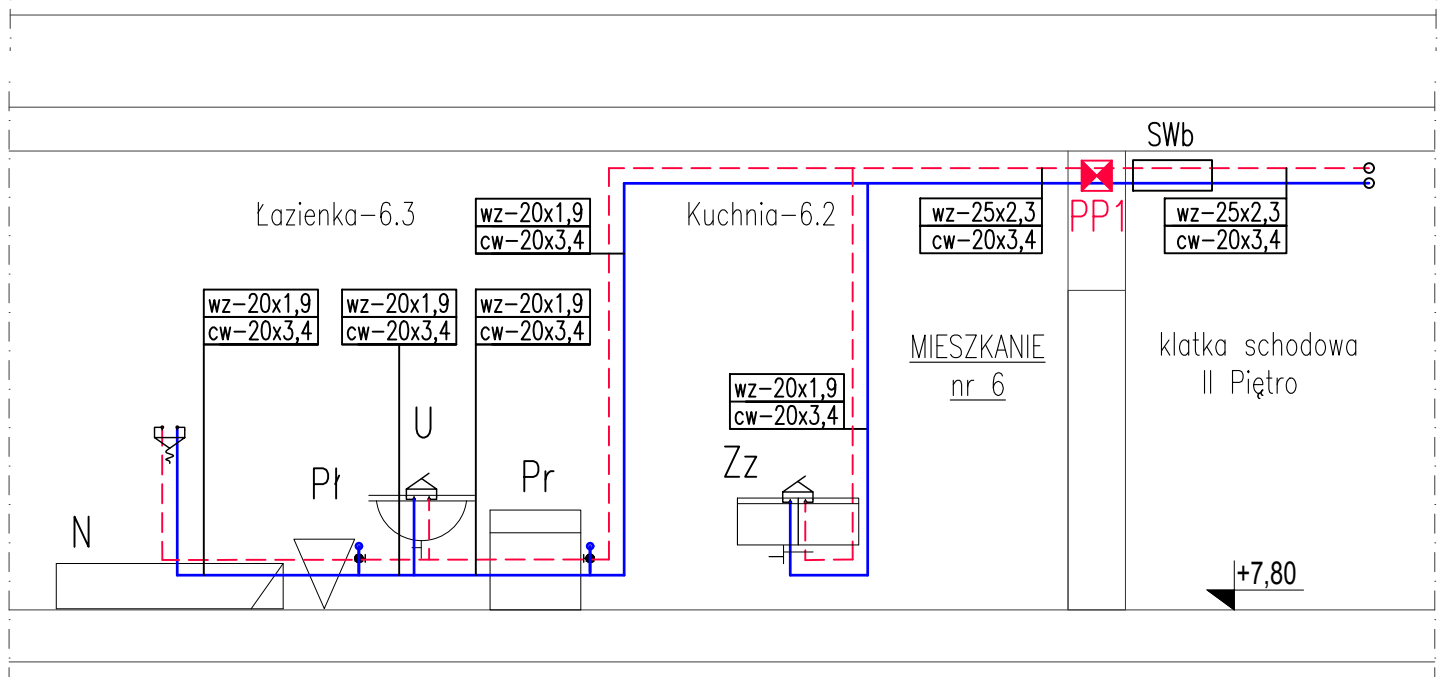 SWb
Łazienka-6.3
wz-20x1,9
cw-20x3,4
Kuchnia-6.2
wz-25x2,3
cw-20x3,4
PP1
wz-25x2,3
cw-20x3,4
wz-20x1,9
cw-20x3,4
wz-20x1,9
cw-20x3,4
wz-20x1,9
cw-20x3,4
MIESZKANIE
nr 6
klatka schodowa
II Piętro
wz-20x1,9
cw-20x3,4
U
Zz
Pł
Pr
N
+7,80